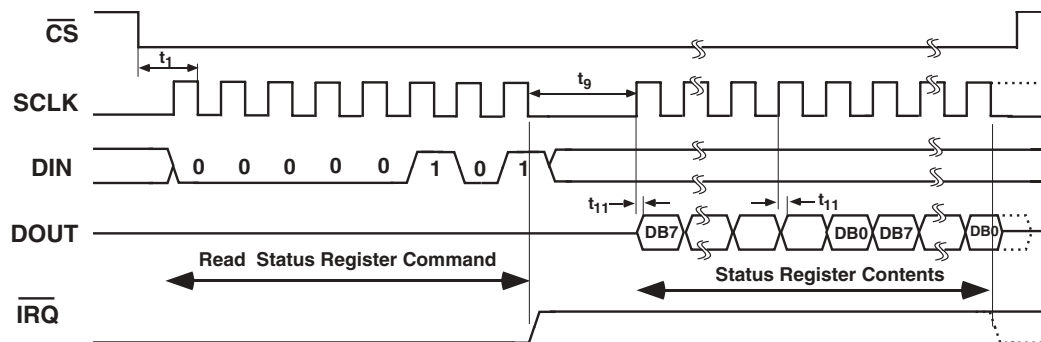 CS
t1
SCLK
t9
DIN
0 0 0 0 0 1 0 1
t11
t11
DOUT
DB7
DB0
DB7
DB0
Read Status Register Command
Status Register Contents
IRQ